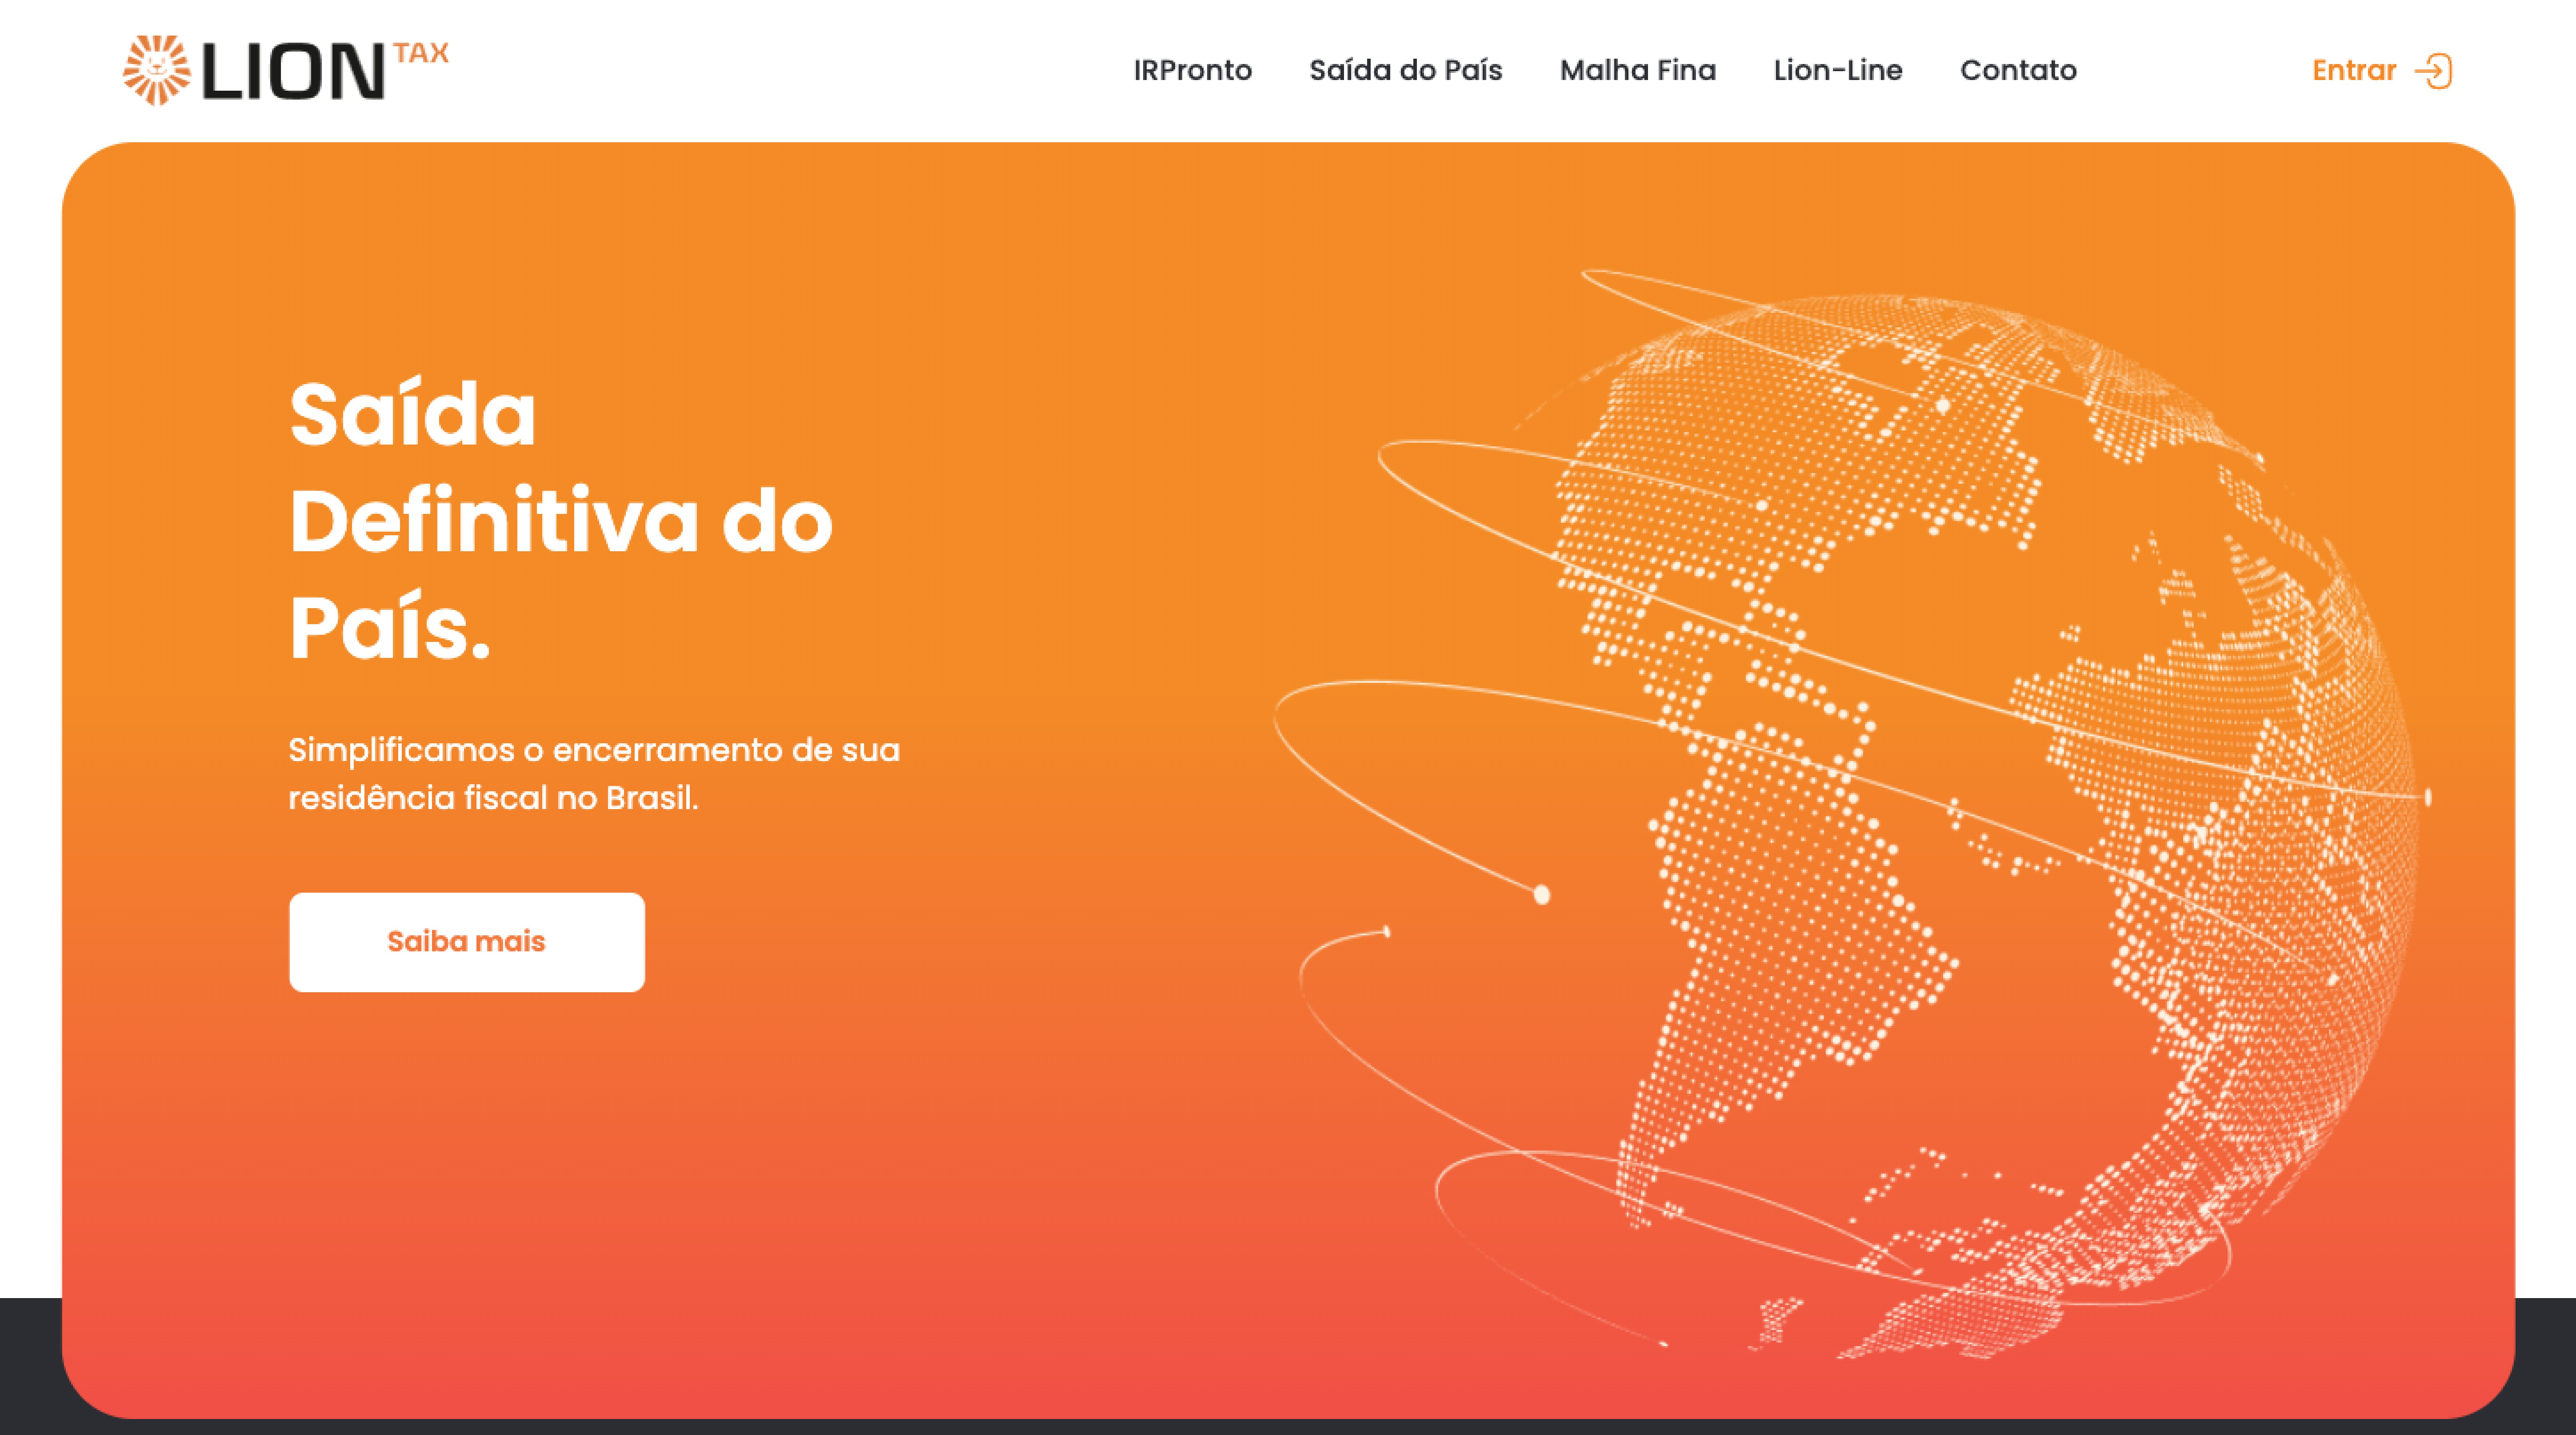 LION TAX
IRPronto Saída do País Malha Fina Lion-Line Contato Entrar
Saída
Definitiva do
País.
Simplificamos o encerramento de sua
residência fiscal no Brasil.
Saiba mais